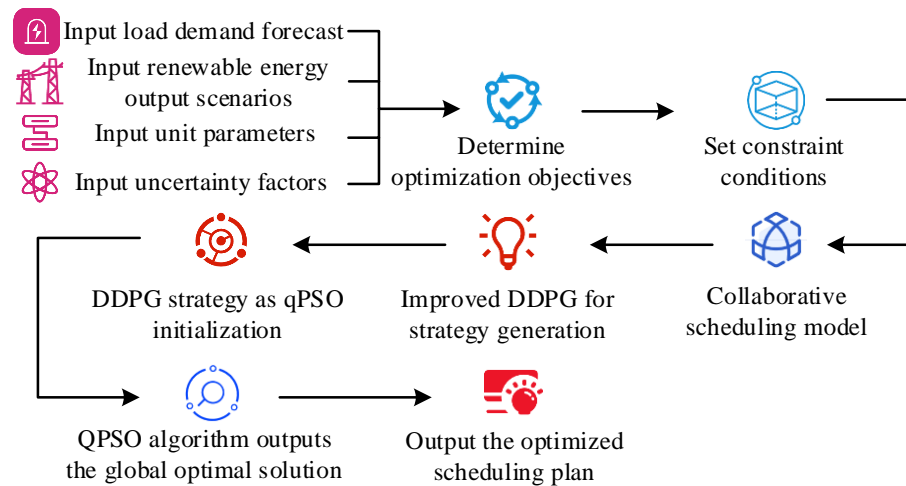 Input load demand forecast
Input renewable energy
output scenarios
Input unit parameters
Input uncertainty factors
Determine
optimization objectives
Set constraint
conditions
DDPG strategy as qPSO
initialization
Improved DDPG for
strategy generation
Collaborative
scheduling model
QPSO algorithm outputs
the global optimal solution
Output the optimized
scheduling plan